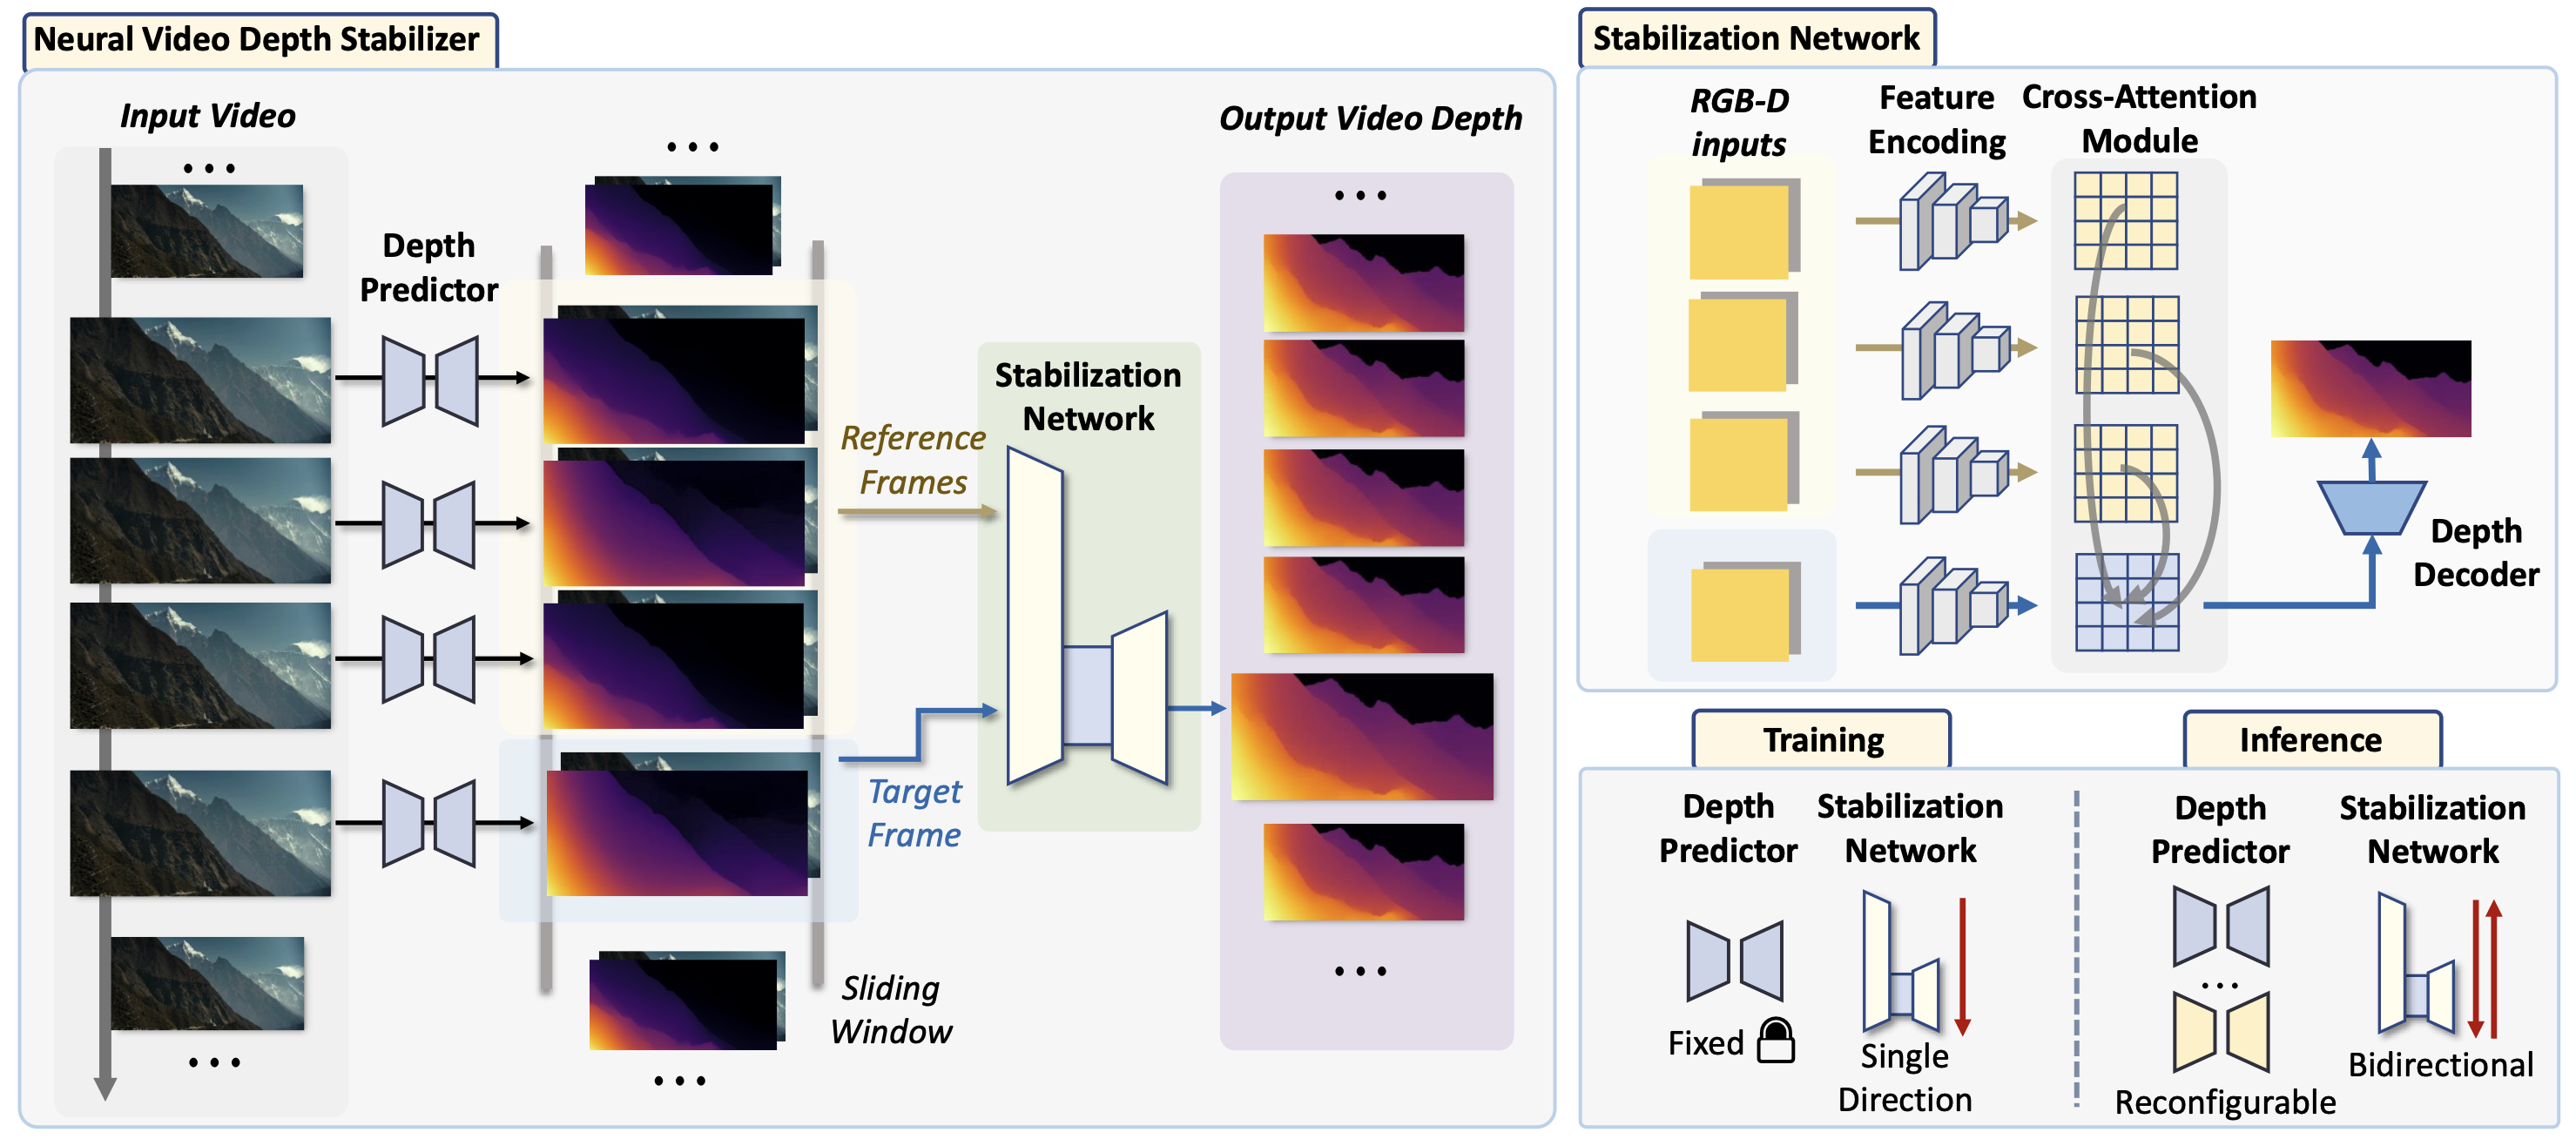 Neural Video Depth Stabilizer
Input Video
Depth
Predictor
Reference
Frames
Target
Frame
Sliding
Window
Stabilization
Network
Output Video Depth
Stabilization Network
RGB-D
inputs
Feature
Encoding
Cross-Attention
Module
Depth
Decoder
Training
Depth
Predictor
Fixed
Stabilization
Network
Single
Direction
Inference
Depth
Predictor
Reconfigurable
Stabilization
Network
Bidirectional